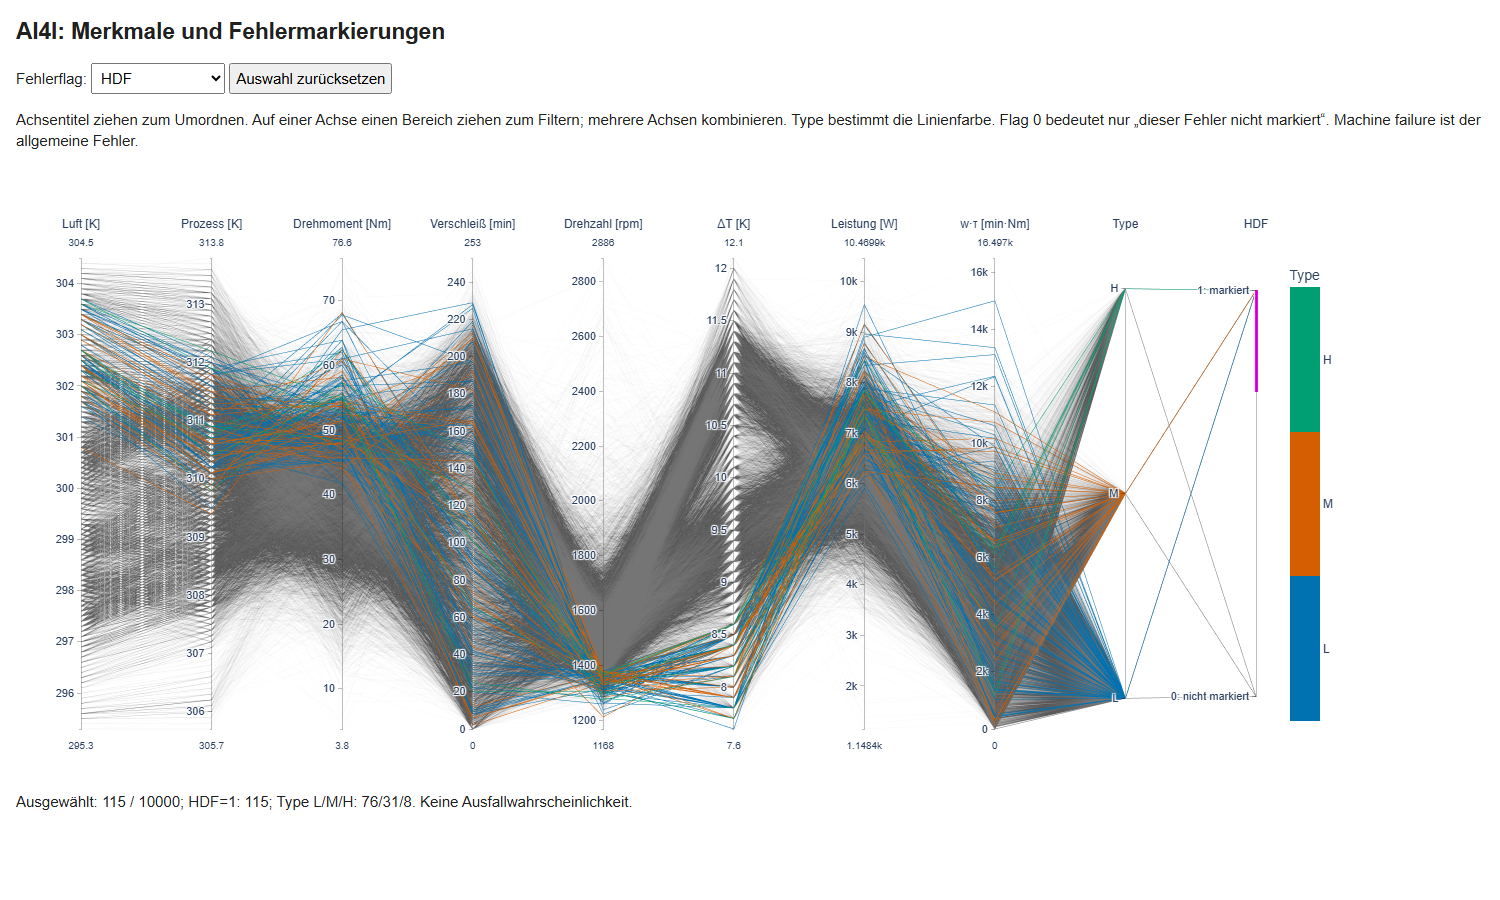 AI4I: Merkmale und Fehlermarkierungen
Fehlerflag: HDF Auswahl zurücksetzen
Achsentitel ziehen zum Umordnen. Auf einer Achse einen Bereich ziehen zum Filtern; mehrere Achsen kombinieren. Type bestimmt die Linienfarbe. Flag 0 bedeutet nur „dieser Fehler nicht markiert“. Machine failure ist der
allgemeine Fehler.
Luft [K] Prozess [K] Drehmoment [Nm] Verschleiß [min] Drehzahl [rpm] ΔT [K] Leistung [W] w·τ [min·Nm] Type HDF
304.5 313.8 76.6 253 2886 12.1 10.4699k 16.497k
304
303
302
301
300
299
298
297
296
313
312
311
310
309
308
307
306
70
60
50
40
30
20
10
240
220
200
180
160
140
120
100
80
60
40
20
0
2800
2600
2400
2200
2000
1800
1600
1400
1200
12
11.5
11
10.5
10
9.5
9
8.5
8
10k
9k
8k
7k
6k
5k
4k
3k
2k
16k
14k
12k
10k
8k
6k
4k
2k
0
H
M
L
1: markiert
0: nicht markiert
Type
H
M
L
295.3 305.7 3.8 0 1168 7.6 1.1484k 0
Ausgewählt: 115 / 10000; HDF=1: 115; Type L/M/H: 76/31/8. Keine Ausfallwahrscheinlichkeit.